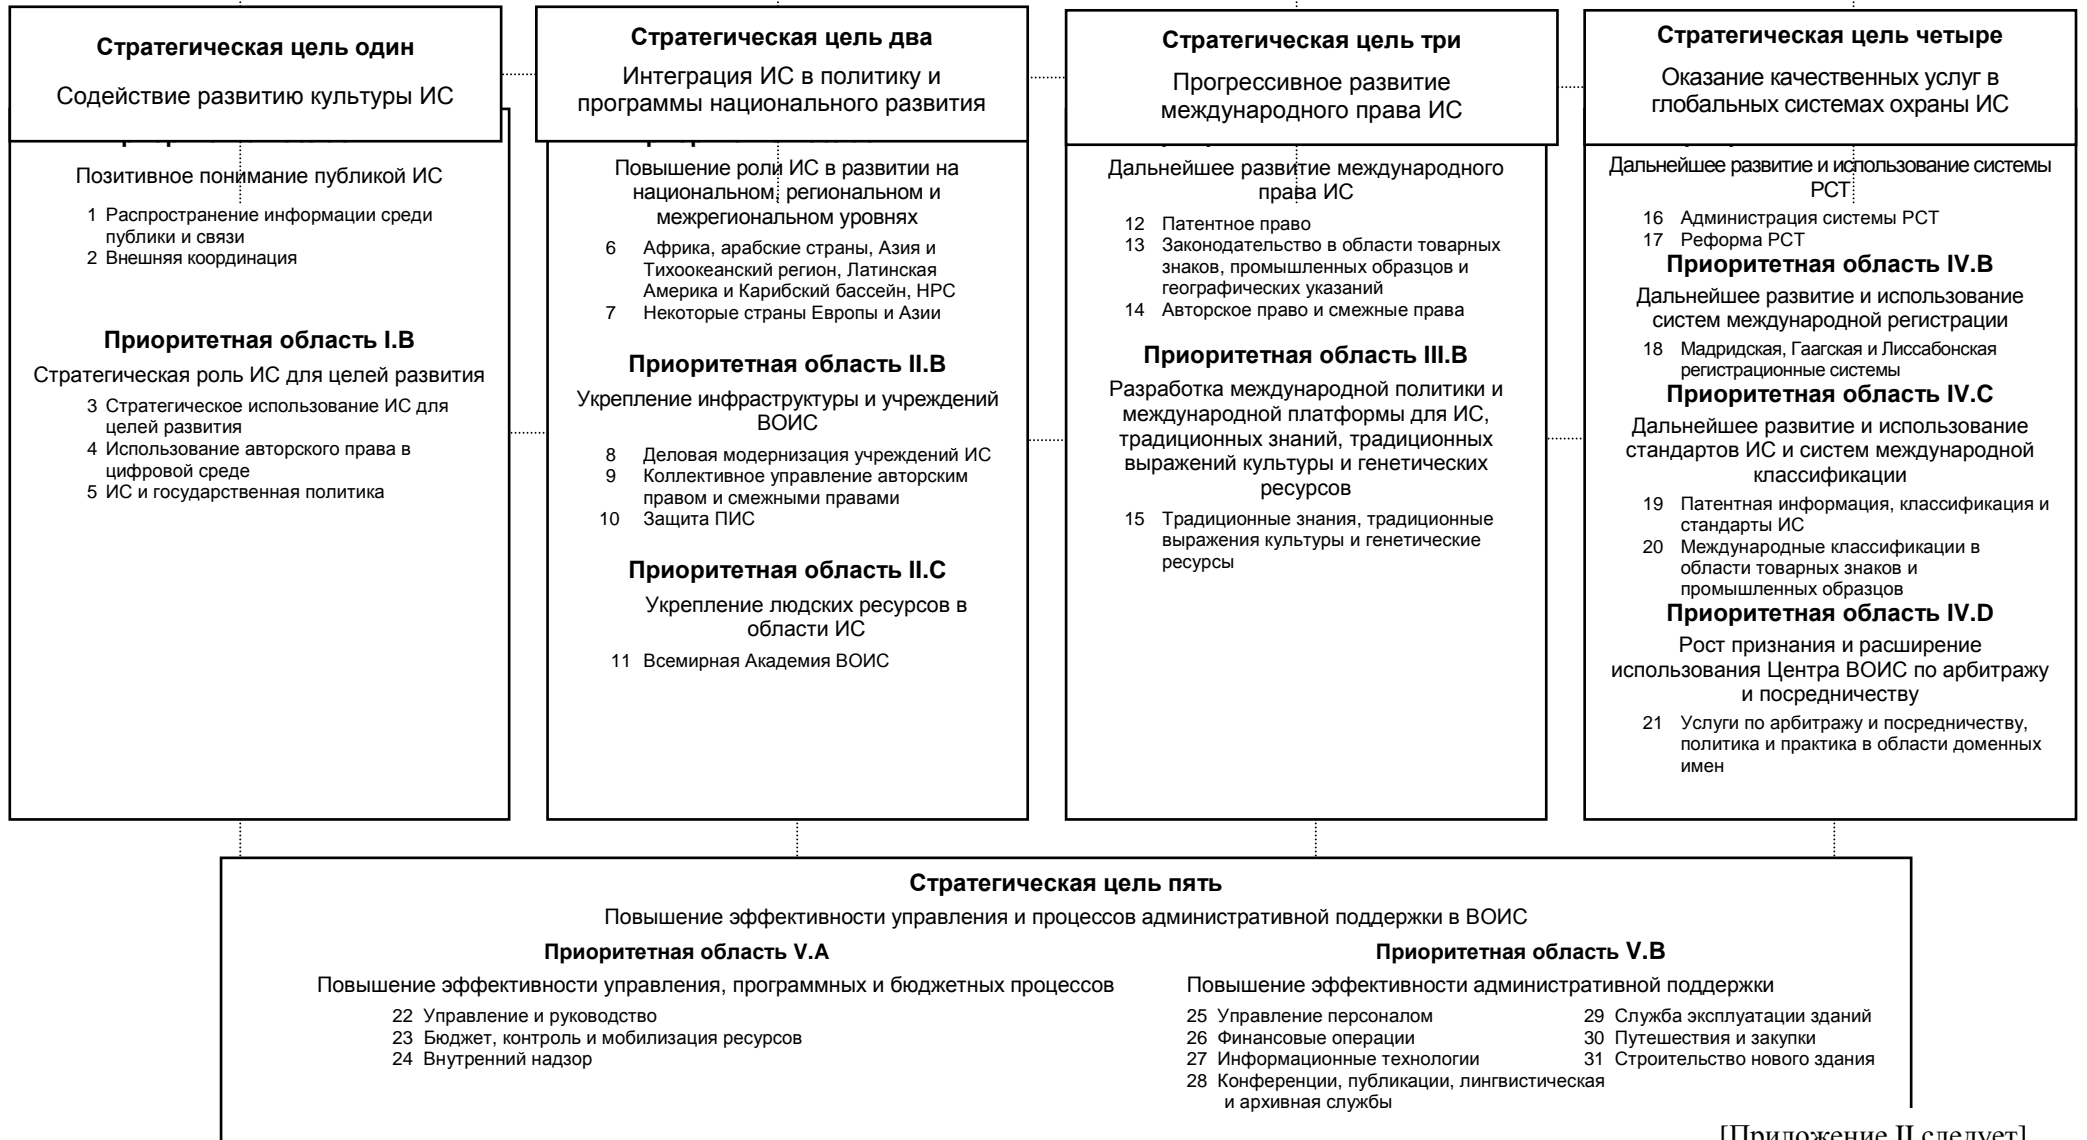 Стратегическая цель один
Содействие развитию культуры ИС
Позитивное понимание публикой ИС
1 Распространение информации среди
публики и связи
2 Внешняя координация
Приоритетная область I.B
Стратегическая роль ИС для целей развития
3 Стратегическое использование ИС для
целей развития
4 Использование авторского права в
цифровой среде
5 ИС и государственная политика
Стратегическая цель два
Интеграция ИС в политику и
программы национального развития
Повышение роли ИС в развитии на
национальном, региональном и
межрегиональном уровнях
6 Африка, арабские страны, Азия и
Тихоокеанский регион, Латинская
Америка и Карибский бассейн, НРС
7 Некоторые страны Европы и Азии
Приоритетная область II.B
Укрепление инфраструктуры и учреждений
ВОИС
8 Деловая модернизация учреждений ИС
9 Коллективное управление авторским
правом и смежными правами
10 Защита ПИС
Приоритетная область II.C
Укрепление людских ресурсов в
области ИС
11 Всемирная Академия ВОИС
Стратегическая цель три
Прогрессивное развитие
международного права ИС
Дальнейшее развитие международного
права ИС
12 Патентное право
13 Законодательство в области товарных
знаков, промышленных образцов и
географических указаний
14 Авторское право и смежные права
Приоритетная область III.B
Разработка международной политики и
международной платформы для ИС,
традиционных знаний, традиционных
выражений культуры и генетических
ресурсов
15 Традиционные знания, традиционные
выражения культуры и генетические
ресурсы
Стратегическая цель четыре
Оказание качественных услуг в
глобальных системах охраны ИС
Дальнейшее развитие и использование системы
РСТ
16 Администрация системы РСТ
17 Реформа РСТ
Приоритетная область IV.B
Дальнейшее развитие и использование
систем международной регистрации
18 Мадридская, Гаагская и Лиссабонская
регистрационные системы
Приоритетная область IV.C
Дальнейшее развитие и использование
стандартов ИС и систем международной
классификации
19 Патентная информация, классификация и
стандарты ИС
20 Международные классификации в
области товарных знаков и
промышленных образцов
Приоритетная область IV.D
Рост признания и расширение
использования Центра ВОИС по арбитражу
и посредничеству
21 Услуги по арбитражу и посредничеству,
политика и практика в области доменных
имен
Стратегическая цель пять
Повышение эффективности управления и процессов административной поддержки в ВОИС
Приоритетная область V.A
Повышение эффективности управления, программных и бюджетных процессов
22 Управление и руководство
23 Бюджет, контроль и мобилизация ресурсов
24 Внутренний надзор
Приоритетная область V.B
Повышение эффективности административной поддержки
25 Управление персоналом
26 Финансовые операции
27 Информационные технологии
28 Конференции, публикации, лингвистическая
и архивная службы
29 Служба эксплуатации зданий
30 Путешествия и закупки
31 Строительство нового здания
[Приложение II следует]